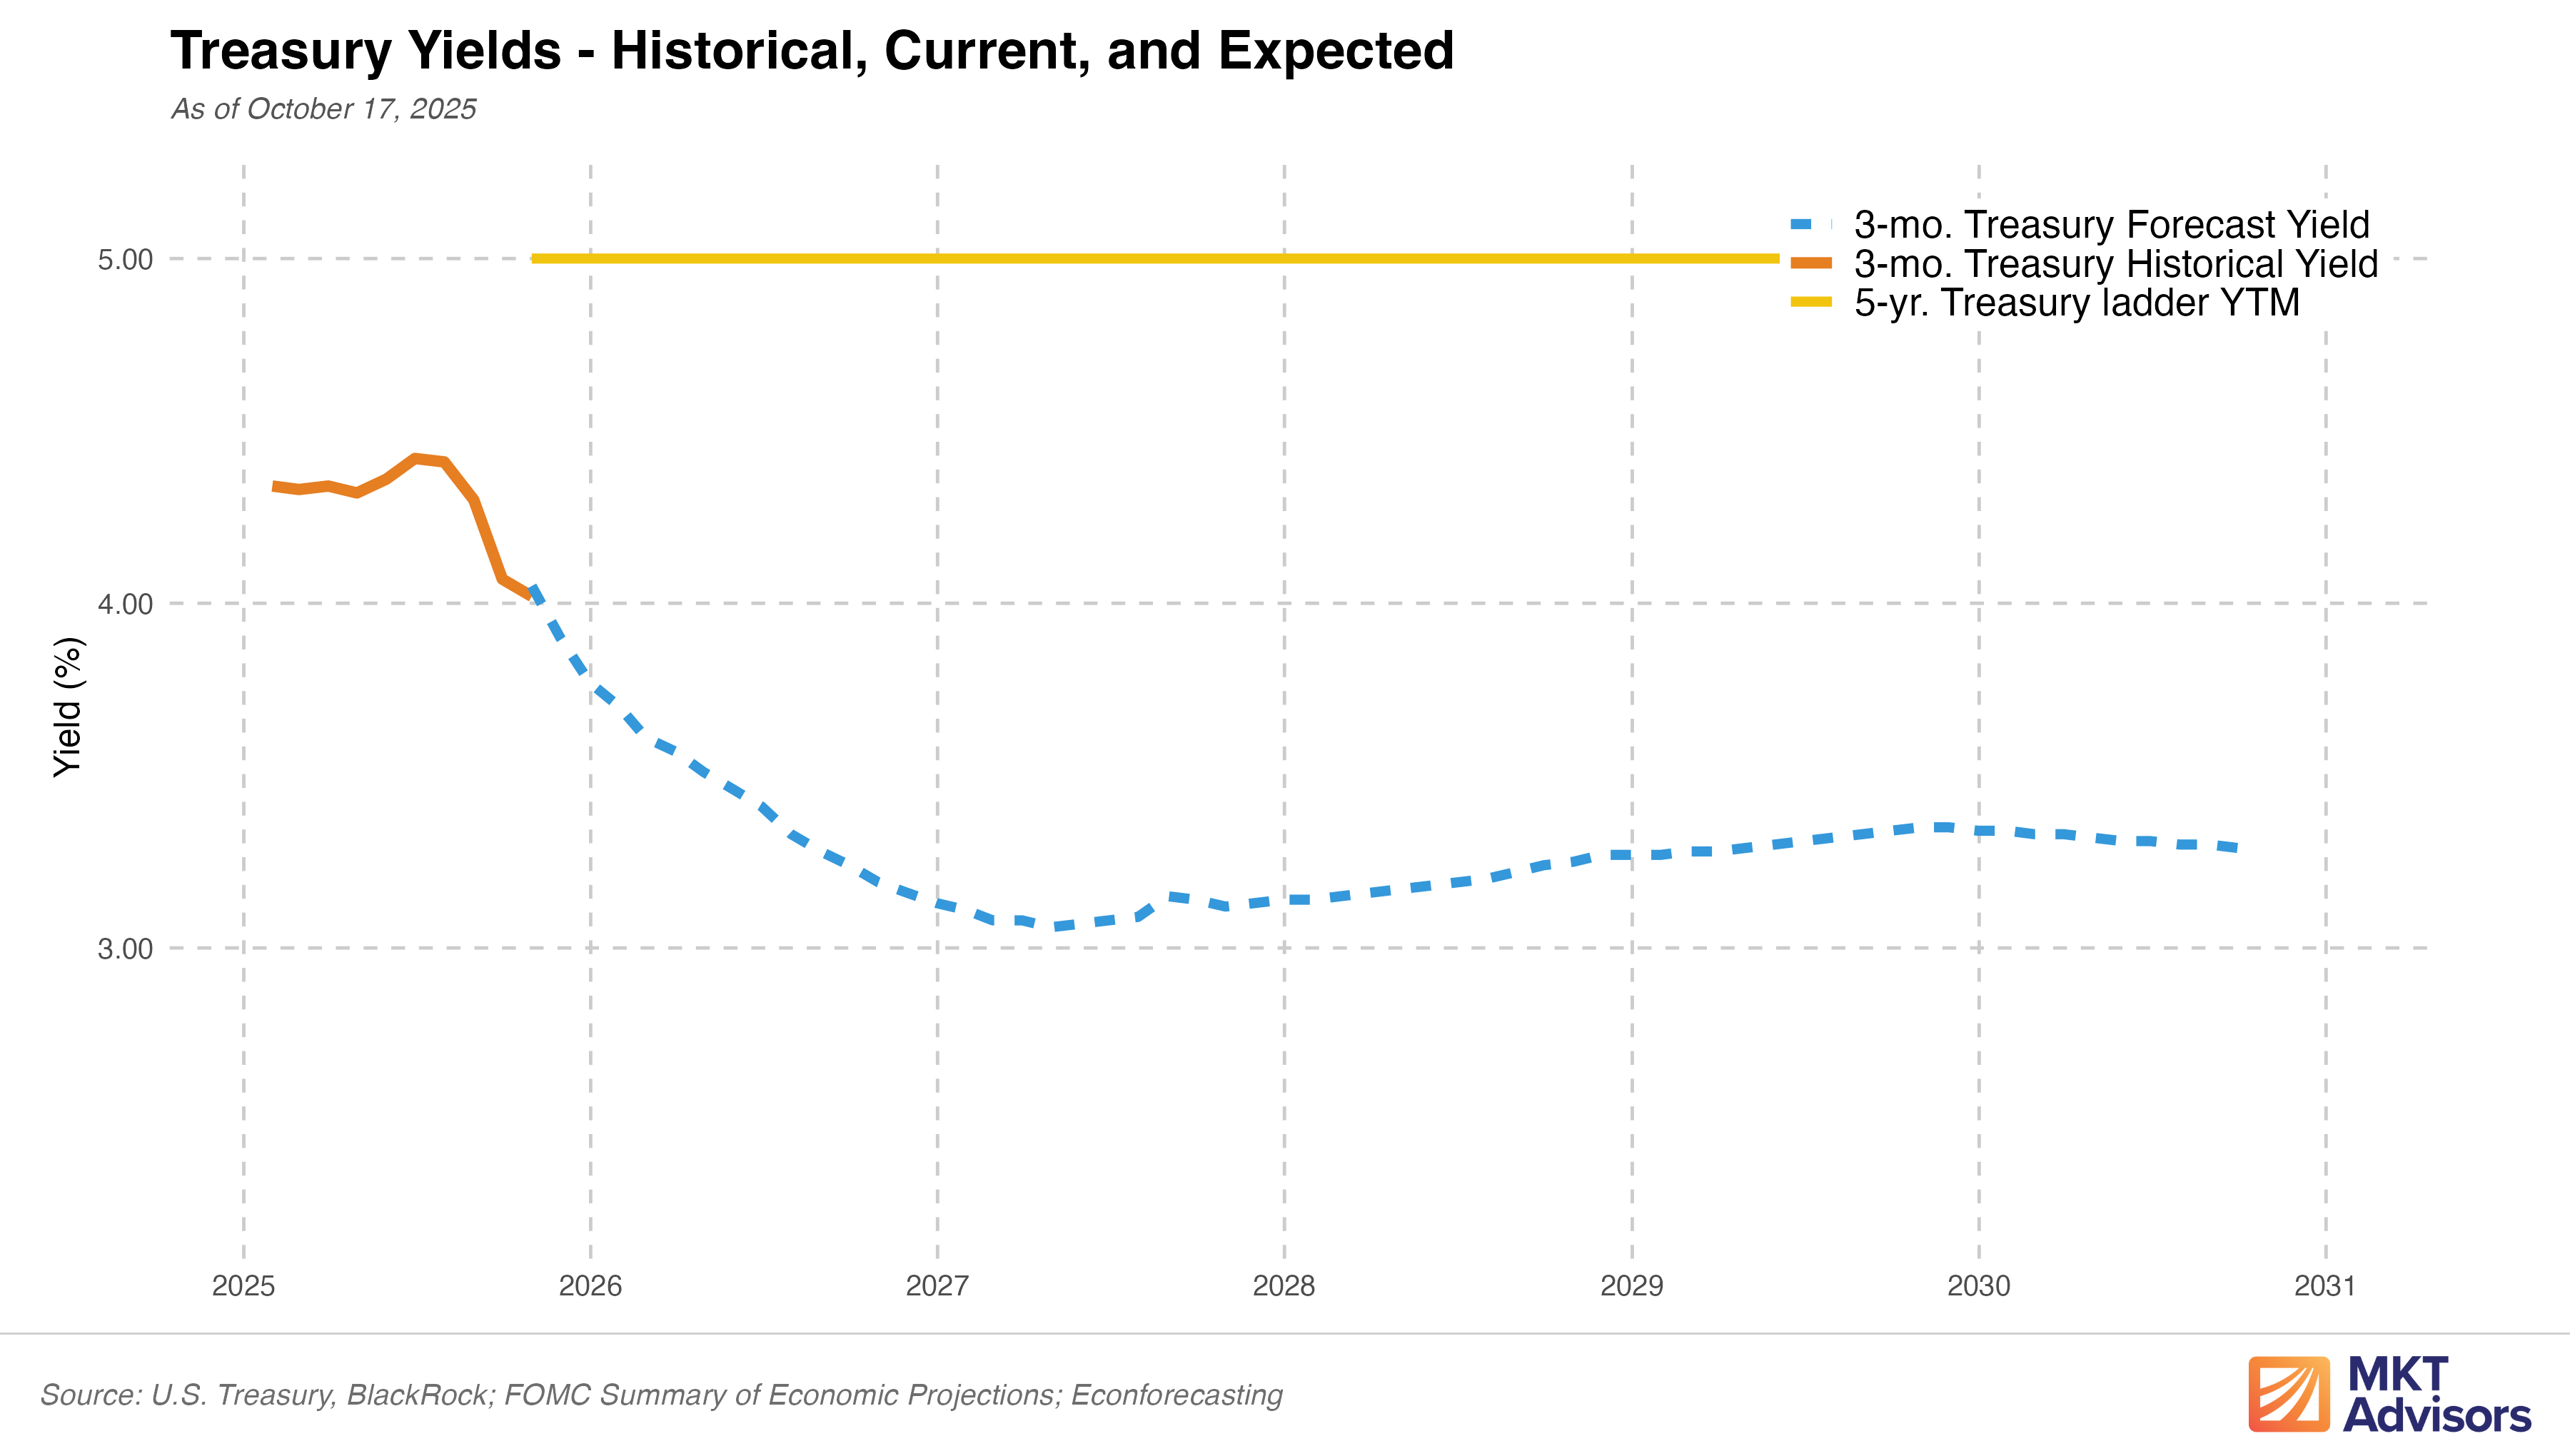 Treasury Yields - Historical, Current, and Expected
As of October 17, 2025
3-mo. Treasury Forecast Yield
3-mo. Treasury Historical Yield
5-yr. Treasury ladder YTM
5.00
4.00
3.00
Yield (%)
2025 2026 2027 2028 2029 2030 2031
Source: U.S. Treasury, BlackRock; FOMC Summary of Economic Projections; Econforecasting
MKT
Advisors